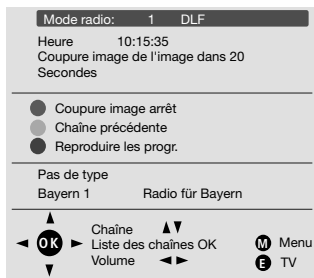 Mode radio: 1 DLF
Heure 10:15:35
Coupure image de l'image dans 20
Secondes
Coupure image arrêt
Chaîne précédente
Reproduire les progr.
Pas de type
Bayern 1 Radio für Bayern
Chaîne ▲▼
OK Liste des chaînes OK M Menu
Volume ◄► E TV